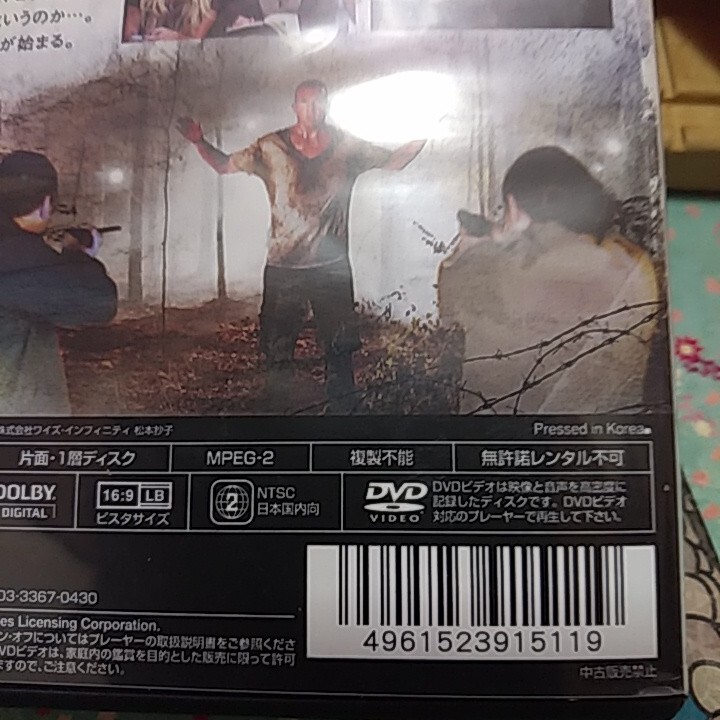 いうのか…。
が始まる。
株式会社ワイズ・インフィニティ 松本抄子
Pressed in Korea.
片面・1層ディスク
MPEG-2
複製不能
無許諾レンタル不可
DOLBY
DIGITAL
16:9 LB
ビスタサイズ
2
NTSC
日本国内向
DVD
VIDEO
DVDビデオは映像と音声を高密度に
記録したディスクです。DVDビデオ
対応のプレーヤーで再生して下さい。
03-3367-0430
es Licensing Corporation.
ン・オフについてはプレーヤーの取扱説明書をご参照くださ
DVDビデオは、家庭内の鑑賞を目的とした販売に限って許可
ますので、ご注意ください。
4961523915119
中古販売禁止